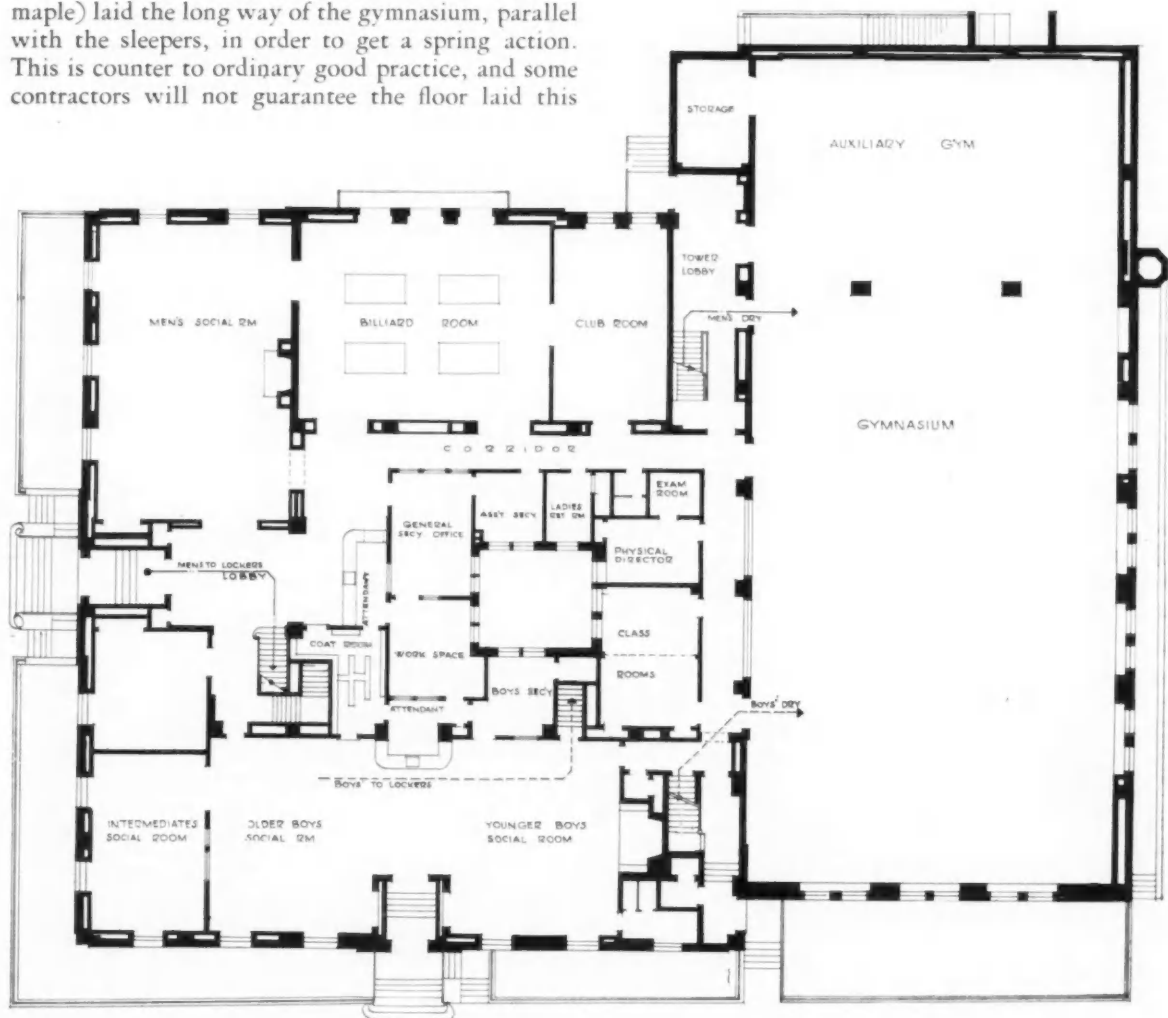 maple) laid the long way of the gymnasium, parallel
with the sleepers, in order to get a spring action.
This is counter to ordinary good practice, and some
contractors will not guarantee the floor laid this
STORAGE
AUXILIARY GYM
TOWER
LOBBY
MEN'S SOCIAL RM
BILLIARD ROOM
CLUB ROOM
MEN'S DRY
GYMNASIUM
CORRIDOR
GENERAL
SECY. OFFICE
ASS'T SECY.
LADIES
RST RM
EXAM
ROOM
PHYSICAL
DIRECTOR
MENS TO LOCKERS
LOBBY
ATTENDANT
COAT ROOM
WORK SPACE
CLASS
ROOMS
BOYS SECY
ATTENDANT
BOYS' DRY
BOYS' TO LOCKERS
INTERMEDIATES
SOCIAL ROOM
OLDER BOYS
SOCIAL RM
YOUNGER BOYS
SOCIAL ROOM